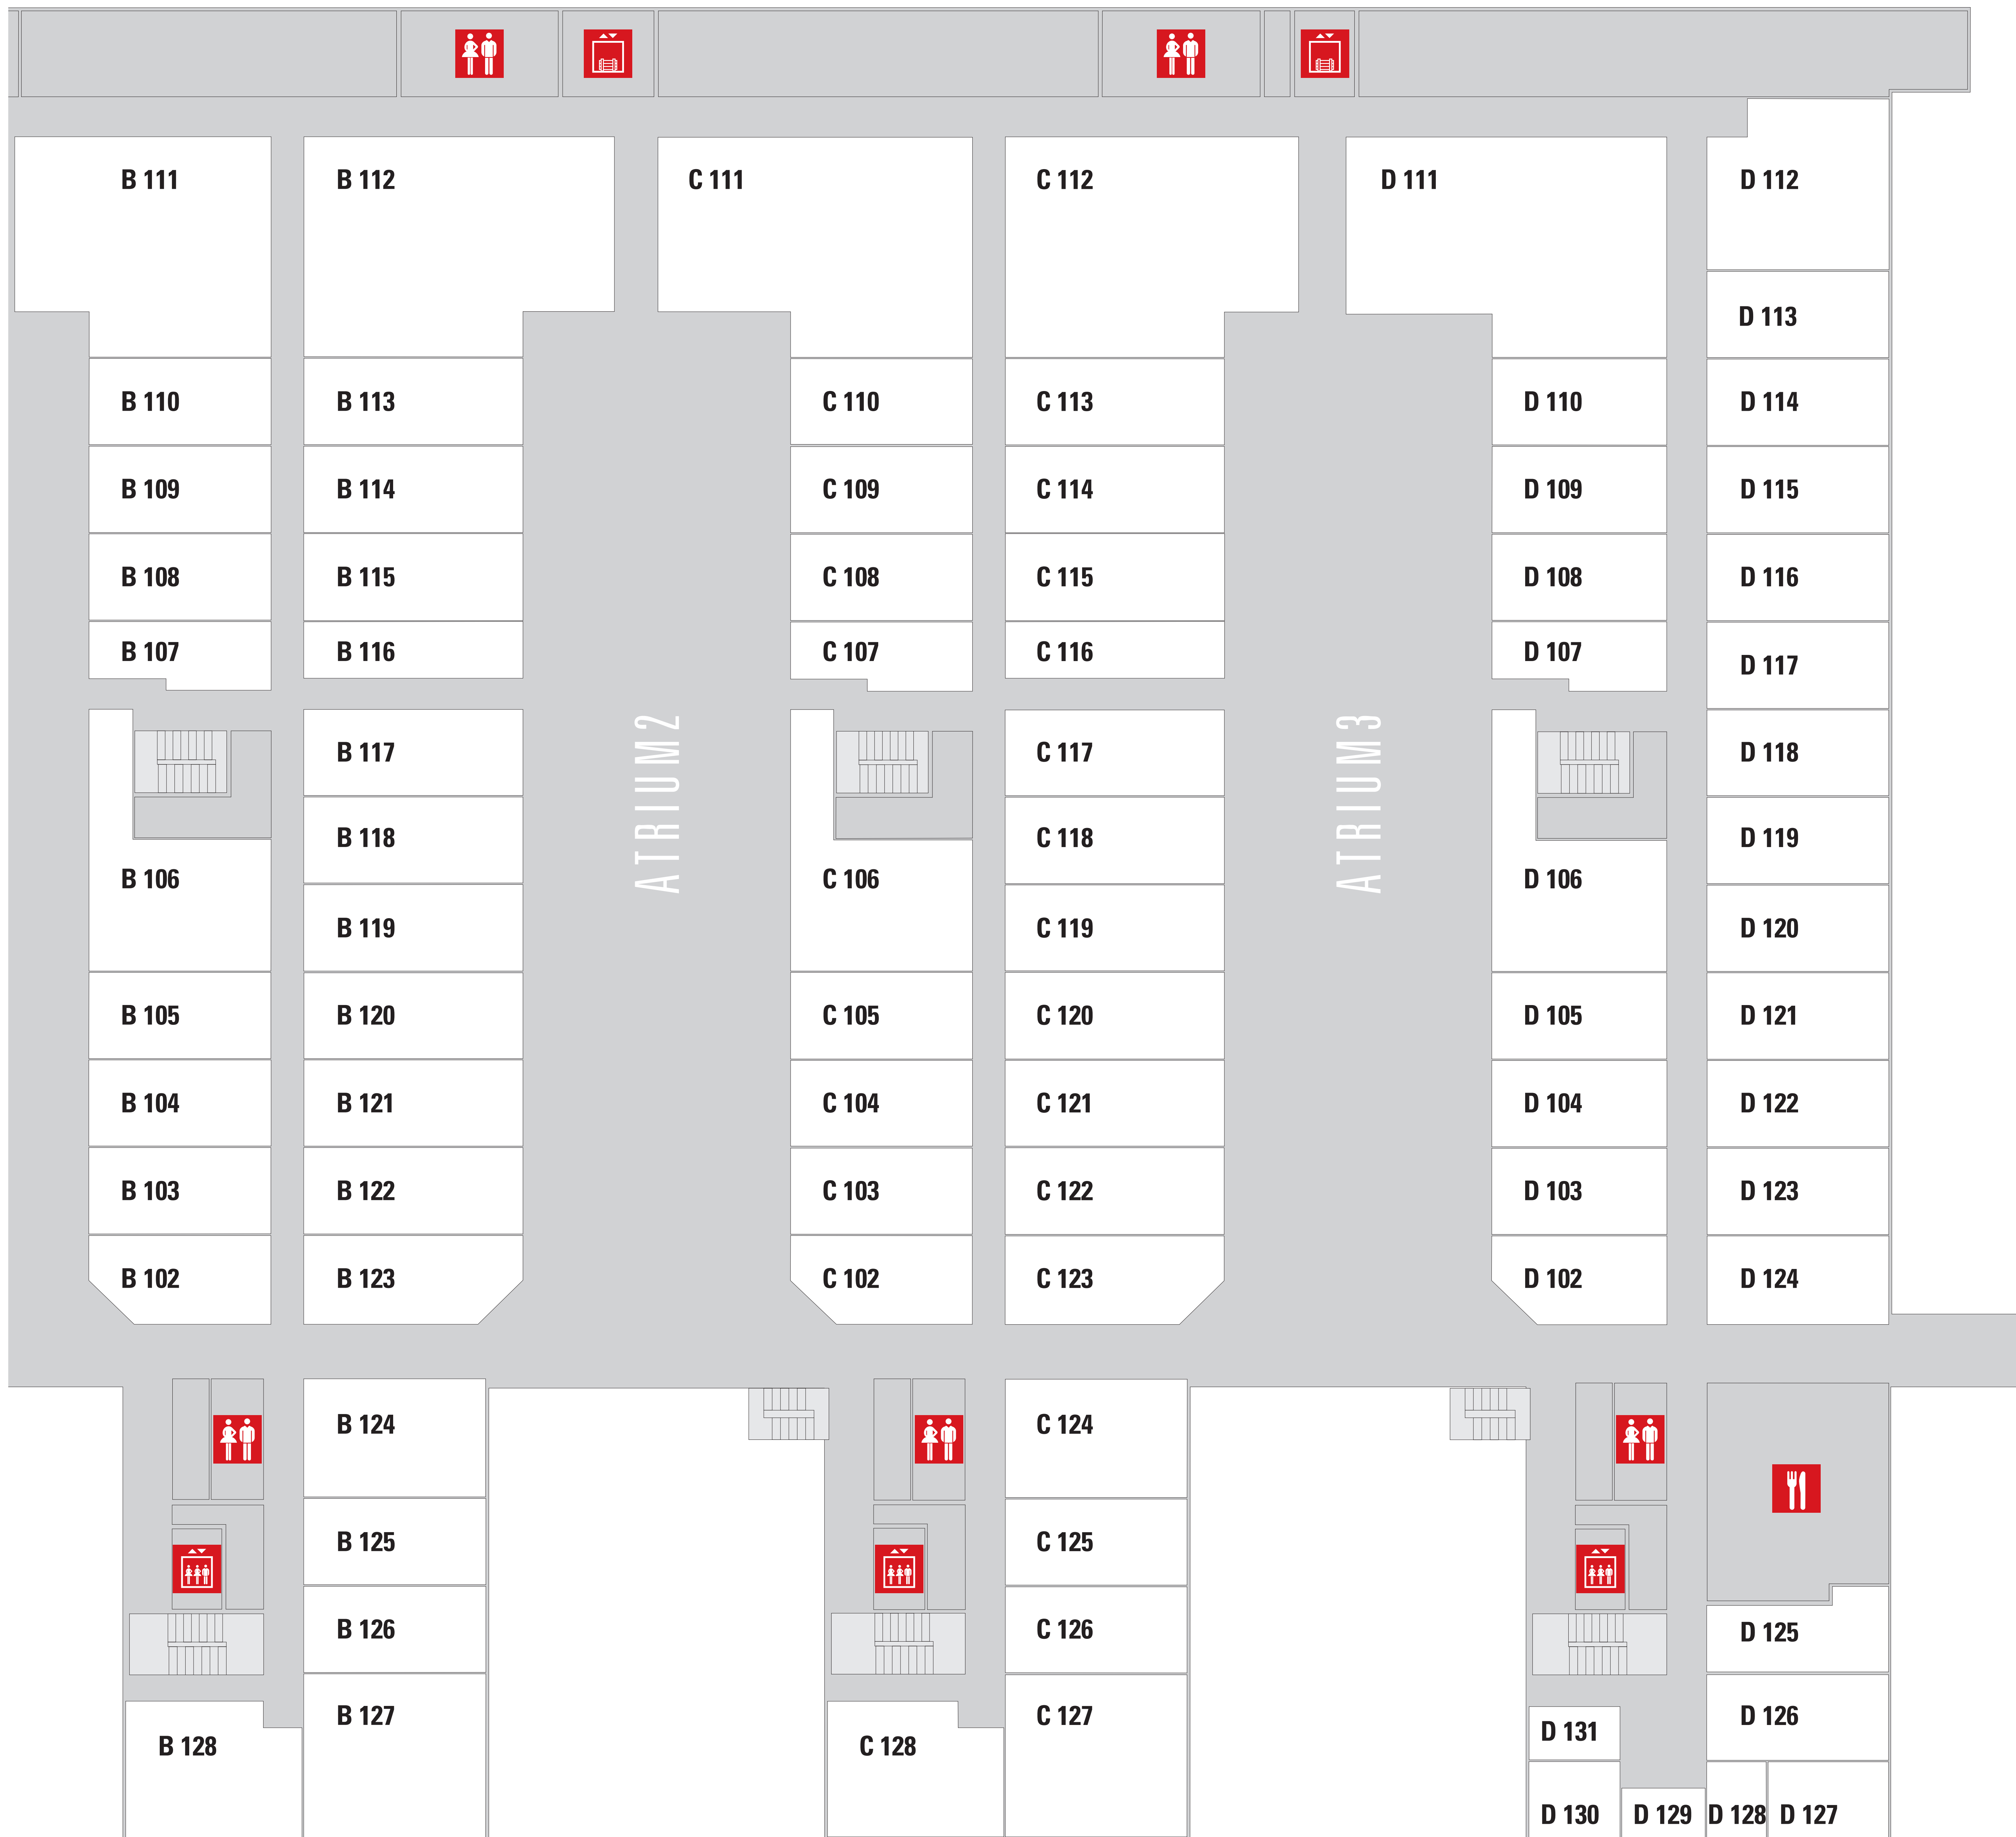 B 111 B 112 C 111 C 112 D 111 D 112
D 113
B 110 B 113 C 110 C 113 D 110 D 114
B 109 B 114 C 109 C 114 D 109 D 115
B 108 B 115 C 108 C 115 D 108 D 116
B 107 B 116 C 107 C 116 D 107 D 117
B 117 C 117 D 118
ATRIUM 2
ATRIUM 3
B 118 C 118 D 119
B 106 C 106 D 106
B 119 C 119 D 120
B 105 B 120 C 105 C 120 D 105 D 121
B 104 B 121 C 104 C 121 D 104 D 122
B 103 B 122 C 103 C 122 D 103 D 123
B 102 B 123 C 102 C 123 D 102 D 124
B 124 C 124
B 125 C 125
B 126 C 126 D 125
B 127 C 127 D 126
D 131
B 128 C 128
D 130 D 129 D 128 D 127